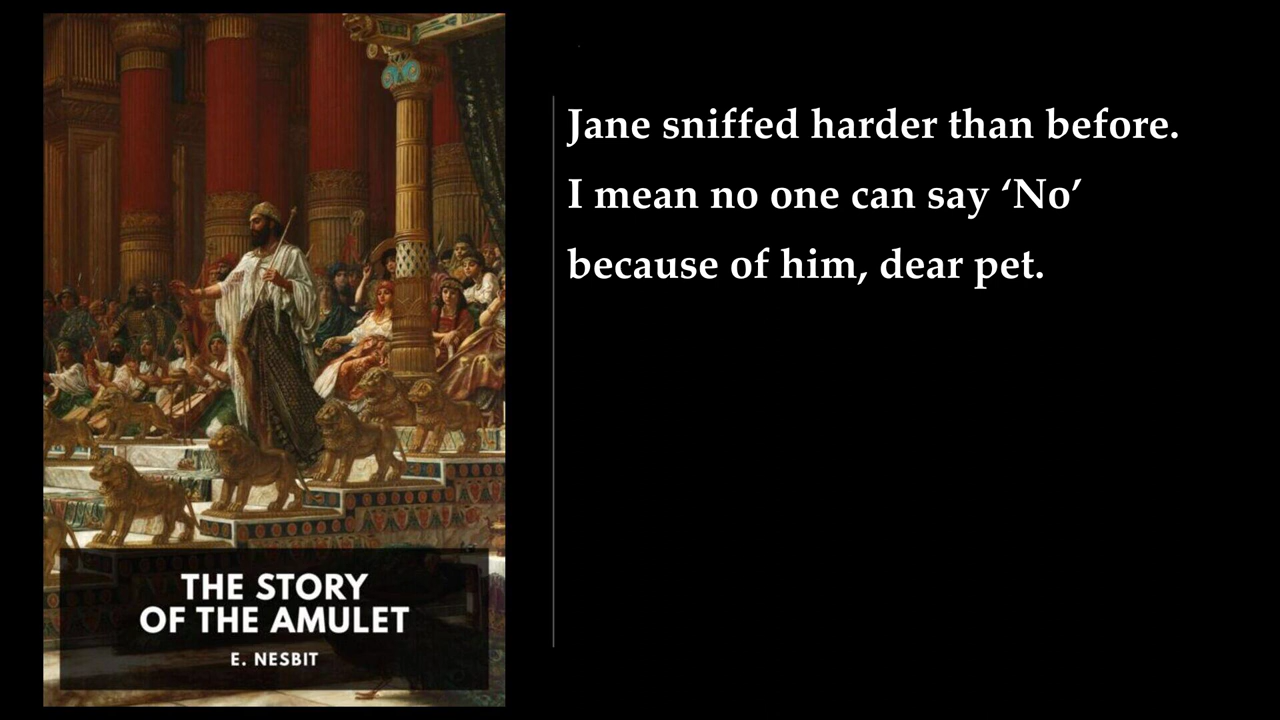 THE STORY
OF THE AMULET
E. NESBIT
Jane sniffed harder than before.
I mean no one can say ‘No’
because of him, dear pet.